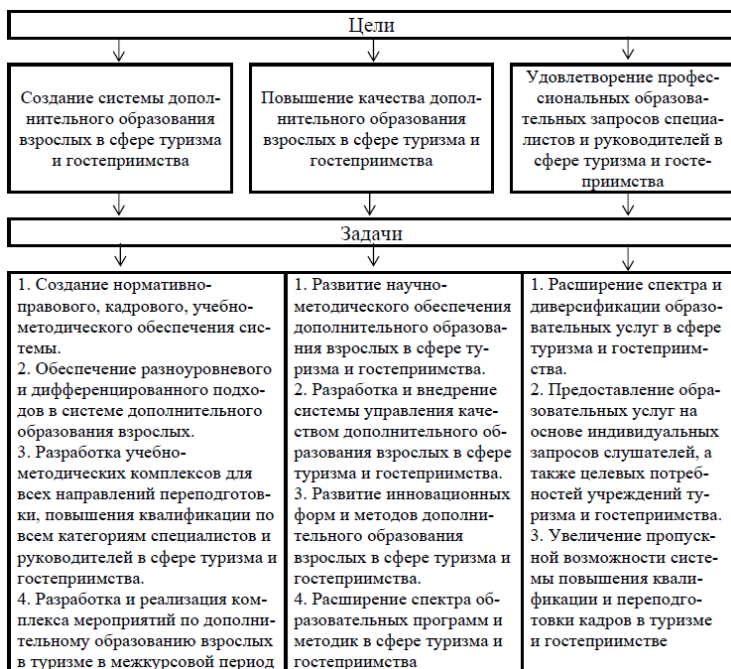 Цели
Создание системы допол-
нительного образования
взрослых в сфере туризма
и гостеприимства
Повышение качества допол-
нительного образования
взрослых в сфере туризма и
гостеприимства
Удовлетворение профес-
сиональных образова-
тельных запросов специа-
листов и руководителей в
сфере туризма и госте-
приимства
Задачи
1. Создание нормативно-
правового, кадрового, учебно-
методического обеспечения сис-
темы.
2. Обеспечение разноуровневого
и дифференцированного подхо-
дов в системе дополнительного
образования взрослых.
3. Разработка учебно-
методических комплексов для
всех направлений переподготов-
ки, повышения квалификации по
всем категориям специалистов и
руководителей в сфере туризма и
гостеприимства.
4. Разработка и реализация ком-
плекса мероприятий по дополни-
тельному образованию взрослых
в туризме в межкурсовой период
1. Развитие научно-
методического обеспечения
дополнительного образова-
ния взрослых в сфере ту-
ризма и гостеприимства.
2. Разработка и внедрение
системы управления каче-
ством дополнительного об-
разования взрослых в сфере
туризма и гостеприимства.
3. Развитие инновационных
форм и методов дополни-
тельного образования
взрослых в сфере туризма и
гостеприимства.
4. Расширение спектра об-
разовательных программ и
методик в сфере туризма и
гостеприимства
1. Расширение спектра и
диверсификации образо-
вательных услуг в сфере
туризма и гостеприим-
ства.
2. Предоставление обра-
зовательных услуг на
основе индивидуальных
запросов слушателей, а
также целевых потреб-
ностей учреждений ту-
ризма и гостеприимства.
3. Увеличение пропуск-
ной возможности систе-
мы повышения квали-
фикации и переподго-
товки кадров в туризме
и гостеприимстве